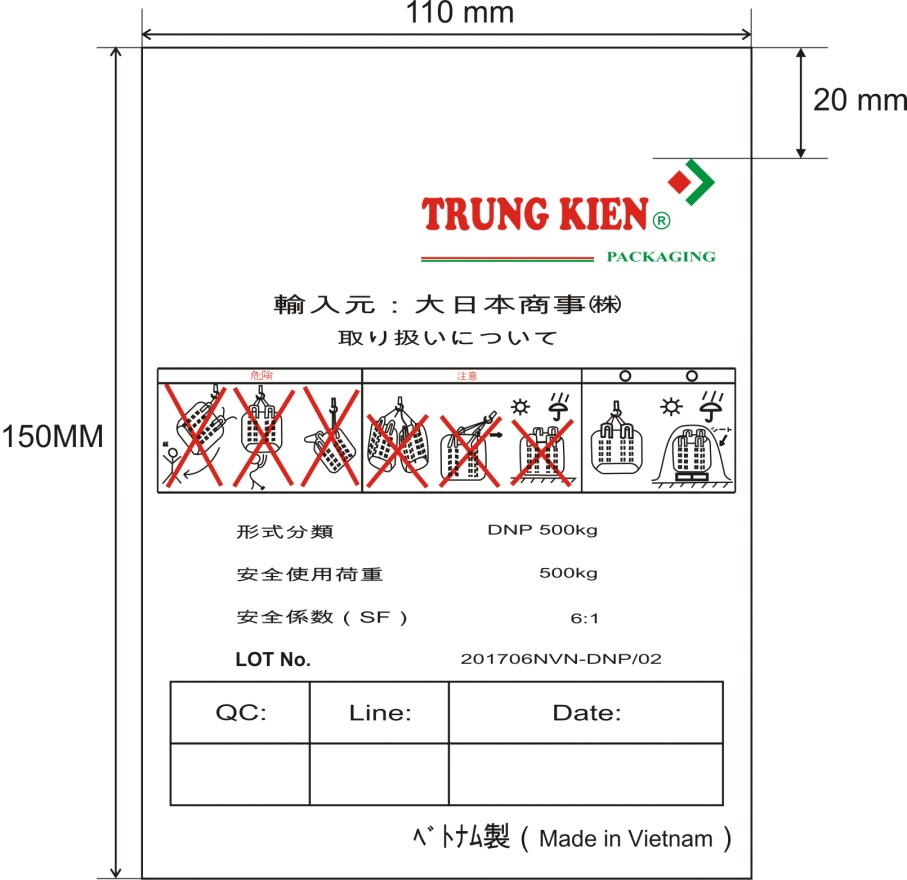 110 mm
20 mm
TRUNG KIEN®
PACKAGING
輸入元：大日本商事㈱
取り扱いについて
150MM
危険 注意 ○ ○
シート
形式分類 DNP 500kg
安全使用荷重 500kg
安全係数 ( SF ) 6:1
LOT No. 201706NVN-DNP/02
QC: Line: Date:
ﾍﾞﾄﾅﾑ製 ( Made in Vietnam )